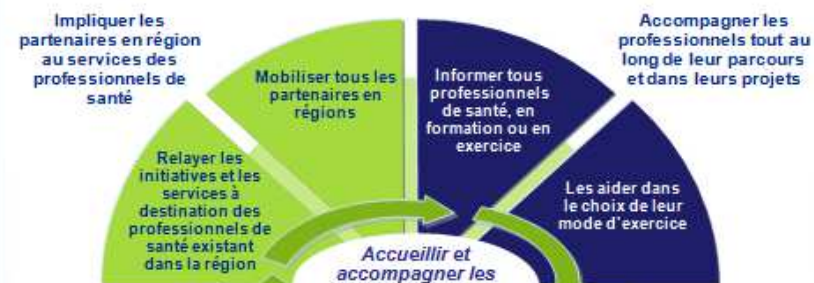 Impliquer les
partenaires en région
au services des
professionnels de
santé
Accompagner les
professionnels tout au
long de leur parcours
et dans leurs projets
Mobiliser tous les
partenaires en
régions
Informer tous
professionnels
de santé, en
formation ou en
exercice
Relayer les
initiatives et les
services à
destination des
professionnels de
santé existant
dans la région
Les aider dans
le choix de leur
mode d'exercice
Accueillir et
accompagner les